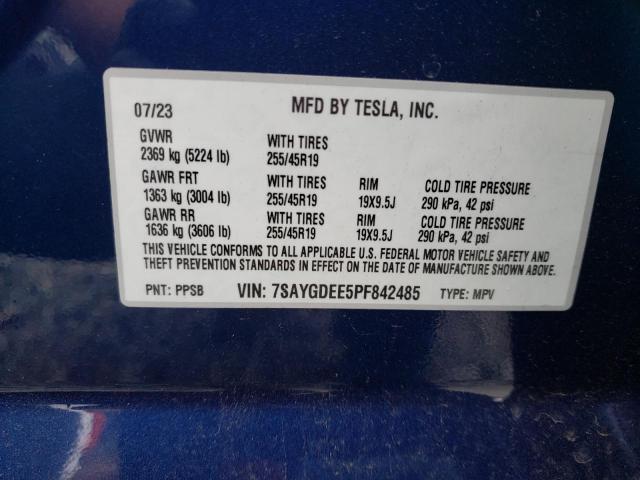 07/23 MFD BY TESLA, INC.
GVWR WITH TIRES
2369 kg (5224 lb) 255/45R19
GAWR FRT WITH TIRES RIM COLD TIRE PRESSURE
1363 kg (3004 lb) 255/45R19 19X9.5J 290 kPa, 42 psi
GAWR RR WITH TIRES RIM COLD TIRE PRESSURE
1636 kg (3606 lb) 255/45R19 19X9.5J 290 kPa, 42 psi
THIS VEHICLE CONFORMS TO ALL APPLICABLE U.S. FEDERAL MOTOR VEHICLE SAFETY AND
THEFT PREVENTION STANDARDS IN EFFECT ON THE DATE OF MANUFACTURE SHOWN ABOVE.
PNT: PPSB VIN: 7SAYGDEE5PF842485 TYPE: MPV